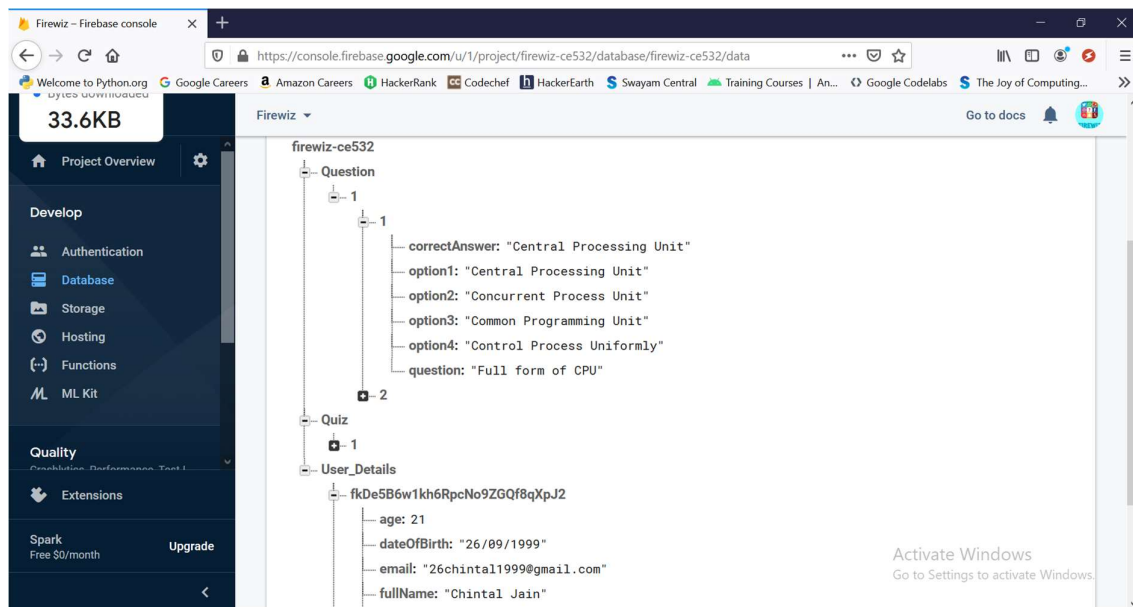 Firewiz – Firebase console
https://console.firebase.google.com/u/1/project/firewiz-ce532/database/firewiz-ce532/data
Welcome to Python.org Google Careers Amazon Careers HackerRank Codechef HackerEarth Swayam Central Training Courses | An... Google Codelabs The Joy of Computing...
Bytes downloaded
33.6KB
Firewiz
Go to docs
Project Overview
Develop
Authentication
Database
Storage
Hosting
Functions
ML Kit
Quality
Crashlytics, Performance, Test L
Extensions
Spark
Free $0/month
Upgrade
firewiz-ce532
Question
1
1
correctAnswer: "Central Processing Unit"
option1: "Central Processing Unit"
option2: "Concurrent Process Unit"
option3: "Common Programming Unit"
option4: "Control Process Uniformly"
question: "Full form of CPU"
2
Quiz
1
User_Details
fkDe5B6w1kh6RpcNo9ZGQf8qXpJ2
age: 21
dateOfBirth: "26/09/1999"
email: "26chintal1999@gmail.com"
fullName: "Chintal Jain"
Activate Windows
Go to Settings to activate Windows.